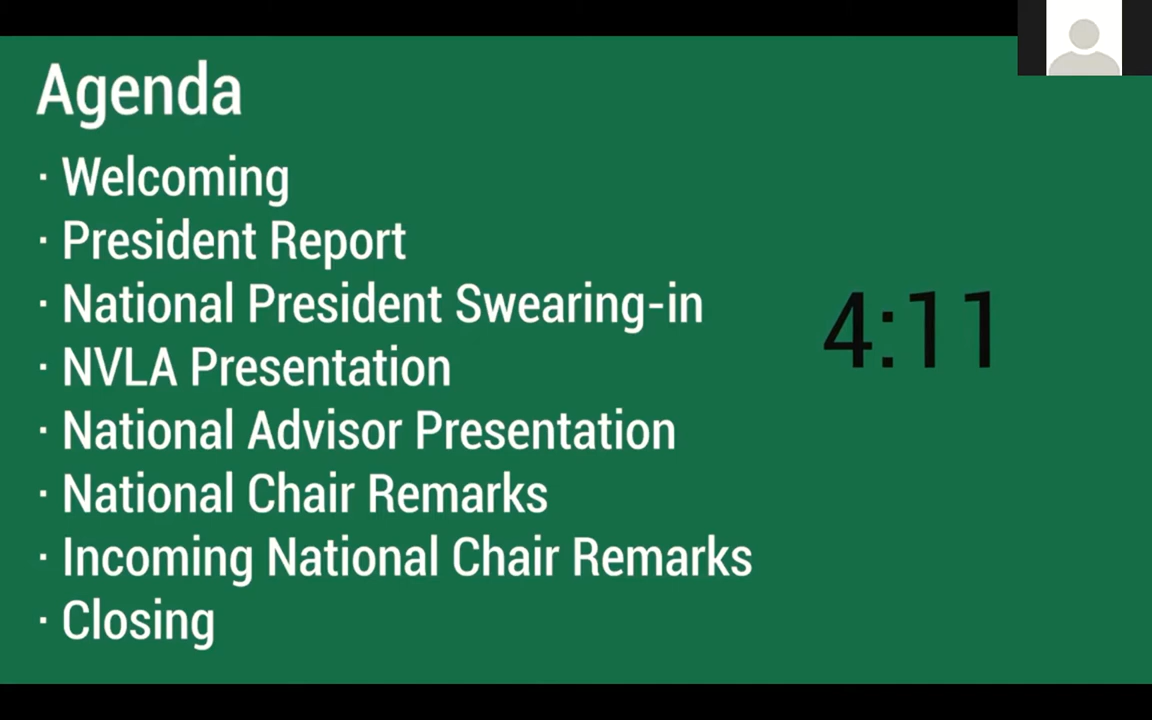 Agenda
· Welcoming
· President Report
· National President Swearing-in
· NVLA Presentation
· National Advisor Presentation
· National Chair Remarks
· Incoming National Chair Remarks
· Closing
4:11